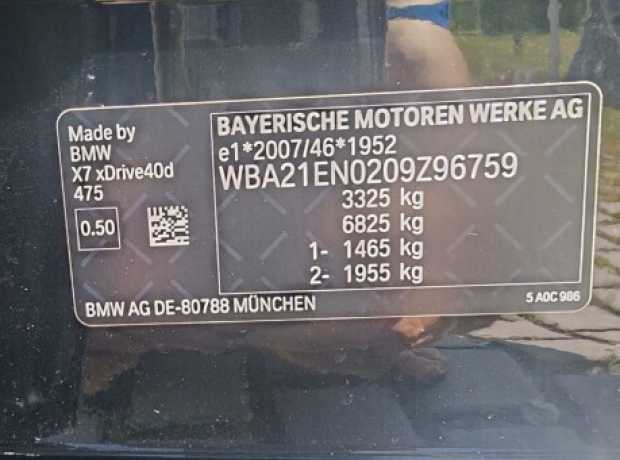 Made by
BMW
X7 xDrive40d
475
0.50
BAYERISCHE MOTOREN WERKE AG
e1*2007/46*1952
WBA21EN0209Z96759
3325 kg
6825 kg
1- 1465 kg
2- 1955 kg
BMW AG DE-80788 MÜNCHEN
5 A0C 986